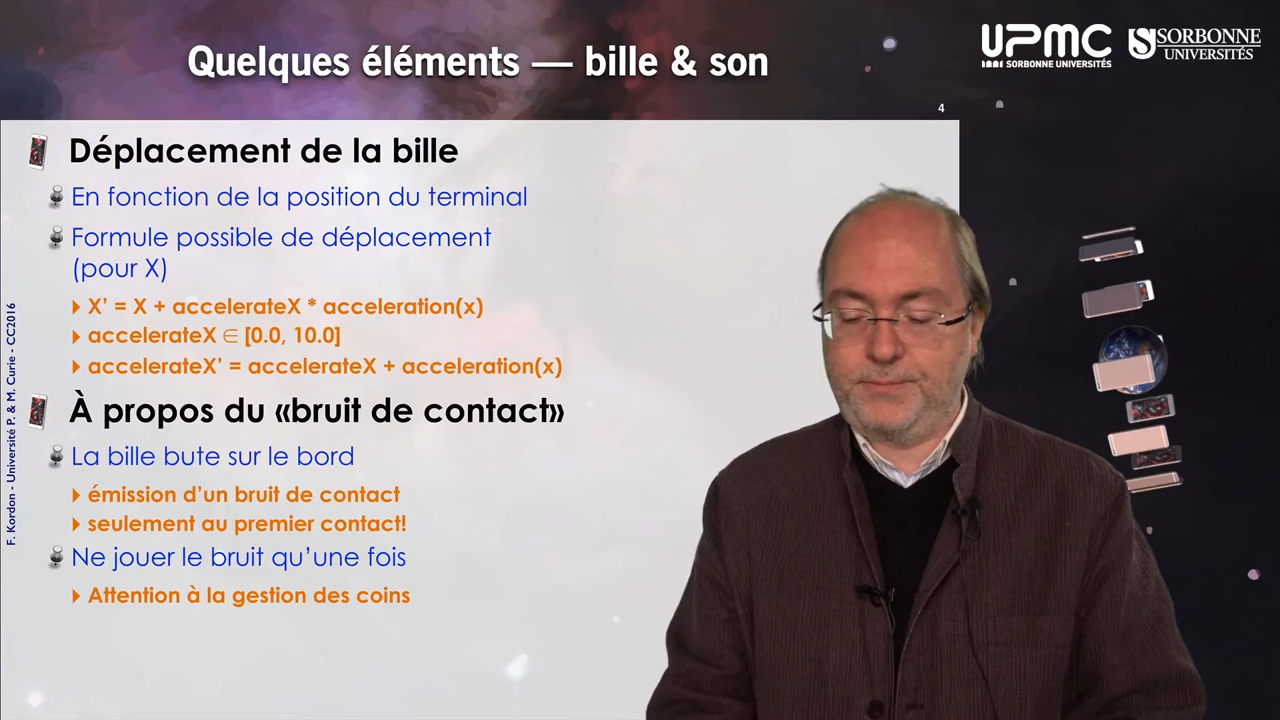 Quelques éléments — bille & son
UPMC
SORBONNE UNIVERSITÉS
SORBONNE
UNIVERSITÉS
4
Déplacement de la bille
En fonction de la position du terminal
Formule possible de déplacement
(pour X)
X’ = X + accelerateX * acceleration(x)
accelerateX ∈ [0.0, 10.0]
accelerateX’ = accelerateX + acceleration(x)
À propos du «bruit de contact»
La bille bute sur le bord
émission d’un bruit de contact
seulement au premier contact!
Ne jouer le bruit qu’une fois
Attention à la gestion des coins
F. Kordon - Université P. & M. Curie - CC2016